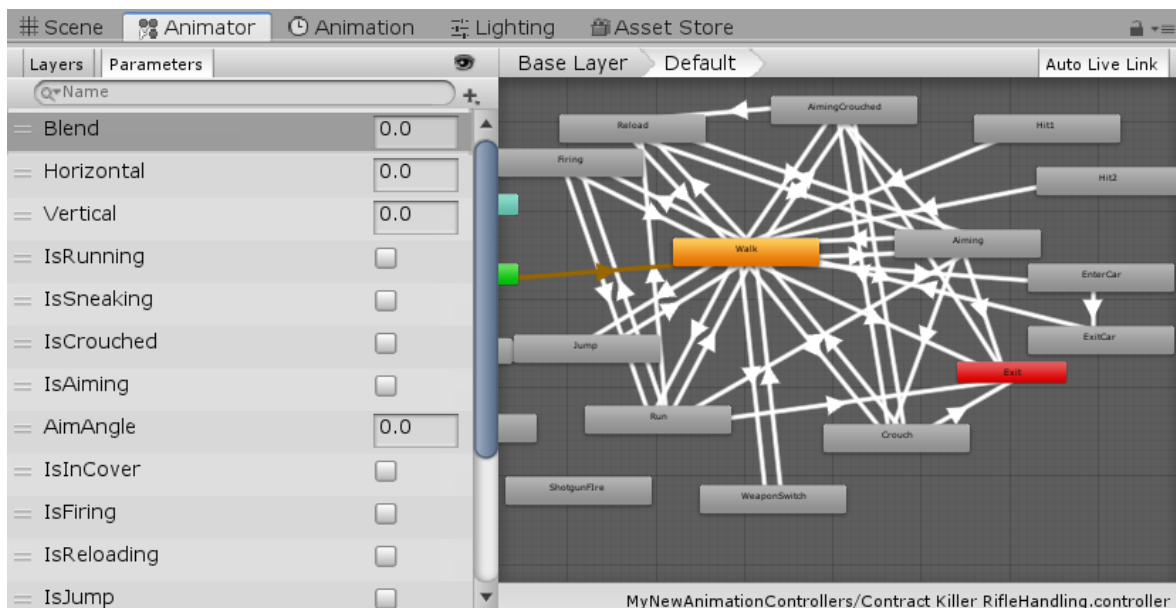 Scene Animator Animation Lighting Asset Store
Layers Parameters Base Layer Default Auto Live Link
Name
Blend 0.0
Horizontal 0.0
Vertical 0.0
IsRunning
IsSneaking
IsCrouched
IsAiming
AimAngle 0.0
IsInCover
IsFiring
IsReloading
IsJump
AimingCrouched
Reload
Hit1
Firing
Hit2
Walk
Aiming
EnterCar
Jump
ExitCar
Exit
Run
Crouch
ShotgunFIre
WeaponSwitch
MyNewAnimationControllers/Contract Killer RifleHandling.controller